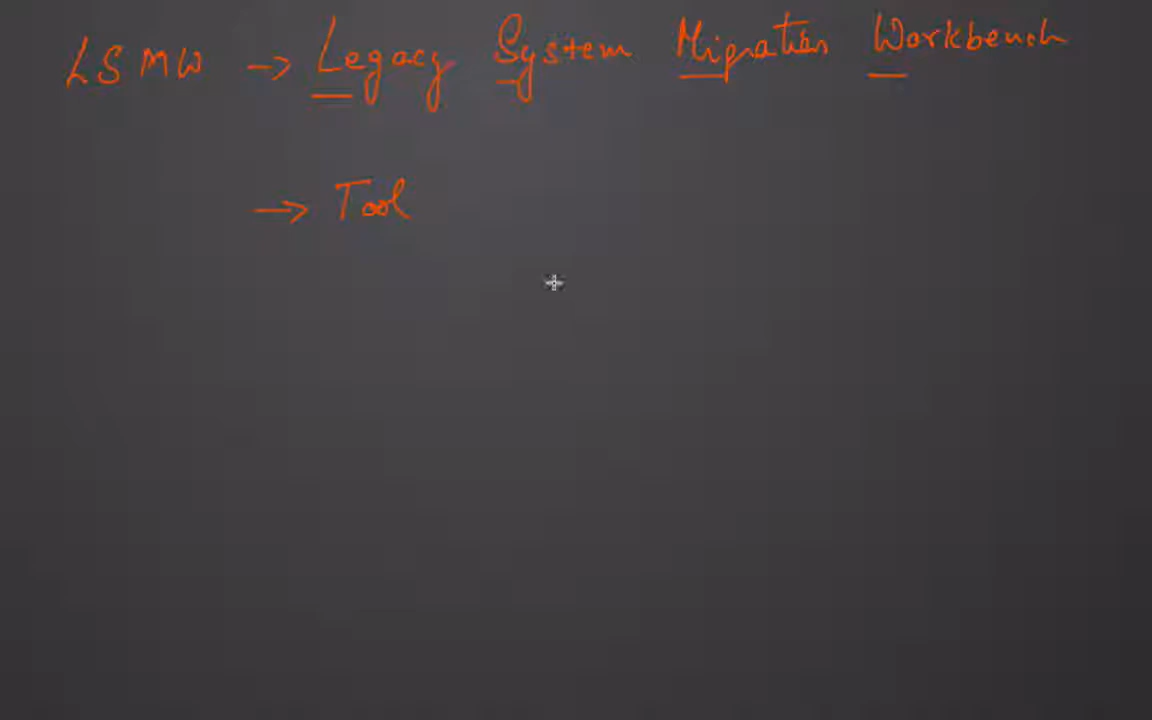 LSMW → Legacy System Migration Workbench
→ Tool